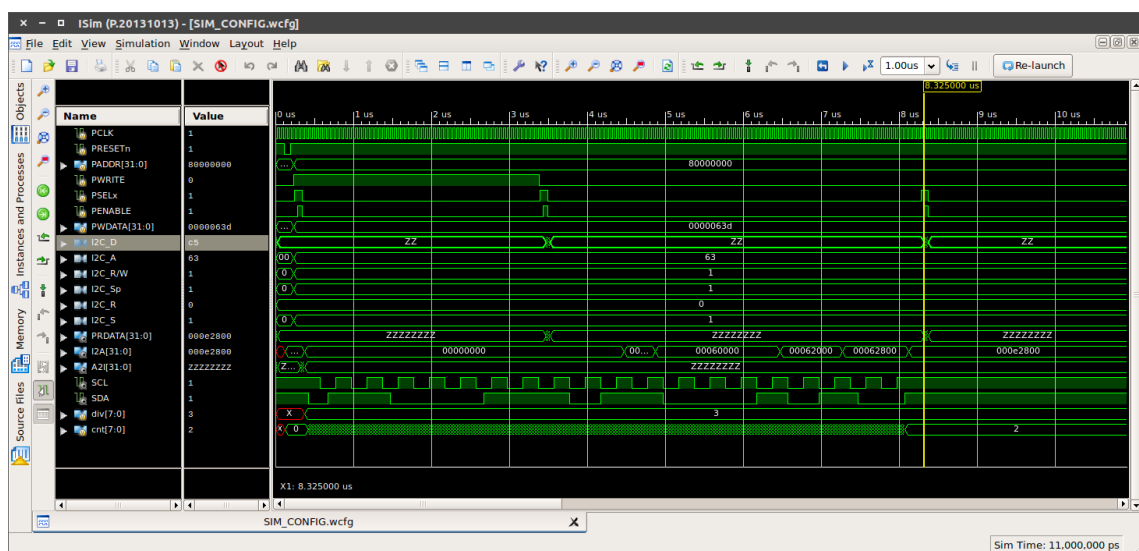 ISim (P.20131013) - [SIM_CONFIG.wcfg]
File Edit View Simulation Window Layout Help
1.00us Re-launch
8.325000 us
Name Value
0 us 1 us 2 us 3 us 4 us 5 us 6 us 7 us 8 us 9 us 10 us
PCLK 1
PRESETn 1
PADDR[31:0] 80000000 ... 80000000
PWRITE 0
PSELx 1
PENABLE 1
PWDATA[31:0] 0000063d ... 0000063d
I2C_D c5 ZZ ZZ ZZ
I2C_A 63 00 63
I2C_R/W 1 0 1
I2C_Sp 1 0 1
I2C_R 0 0
I2C_S 1 0 1
PRDATA[31:0] 000e2800 ZZZZZZZZ ZZZZZZZZ ZZZZZZZZ
I2A[31:0] 000e2800 ... 00000000 00... 00060000 00062000 00062800 000e2800
A2I[31:0] ZZZZZZZZ Z... ZZZZZZZZ
SCL 1
SDA 1
div[7:0] 3 X 3
cnt[7:0] 2 X 0 2
X1: 8.325000 us
SIM_CONFIG.wcfg
Sim Time: 11,000,000 ps
Objects
Instances and Processes
Memory
Source Files